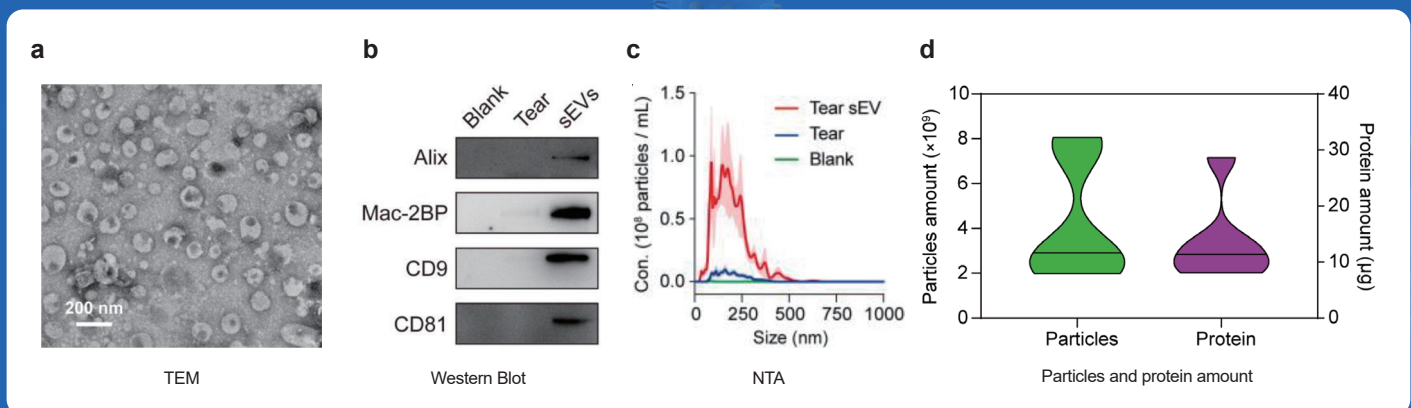 a
200 nm
TEM
b
Blank Tear sEVs
Alix
Mac-2BP
CD9
CD81
Western Blot
c
Con. (10⁸ particles / mL)
1.5
1.0
0.5
0.0
Tear sEV
Tear
Blank
0 250 500 750 1000
Size (nm)
NTA
d
Particles amount (×10⁹)
10
8
6
4
2
0
40
30
20
10
0
Protein amount (µg)
Particles Protein
Particles and protein amount